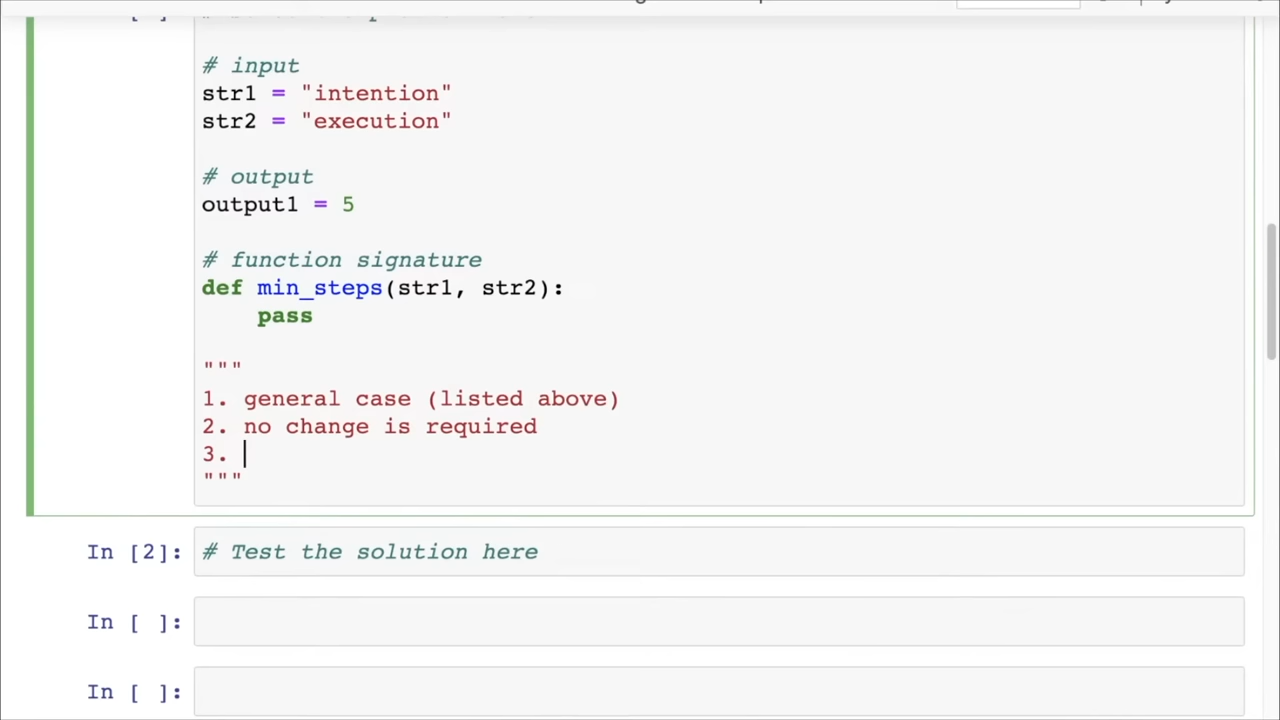 # input
str1 = "intention"
str2 = "execution"
# output
output1 = 5
# function signature
def min_steps(str1, str2):
    pass
"""
1. general case (listed above)
2. no change is required
3.
"""
In [2]: # Test the solution here
In [ ]:
In [ ]: